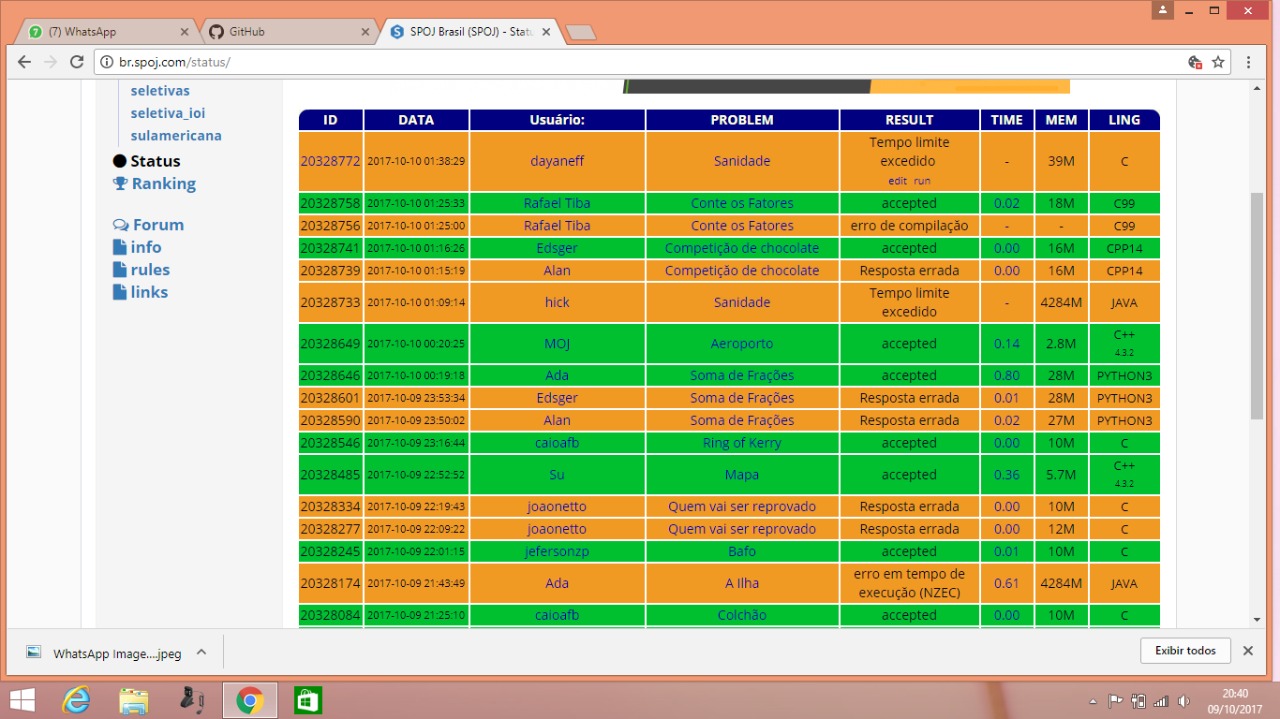 (7) WhatsApp
GitHub
SPOJ Brasil (SPOJ) - Statu
br.spoj.com/status/
seletivas
seletiva_ioi
sulamericana
Status
Ranking
Forum
info
rules
links
ID DATA Usuário: PROBLEM RESULT TIME MEM LING
20328772 2017-10-10 01:38:29 dayaneff Sanidade Tempo limite excedido - 39M C
edit run
20328758 2017-10-10 01:25:33 Rafael Tiba Conte os Fatores accepted 0.02 18M C99
20328756 2017-10-10 01:25:00 Rafael Tiba Conte os Fatores erro de compilação - - C99
20328741 2017-10-10 01:16:26 Edsger Competição de chocolate accepted 0.00 16M CPP14
20328739 2017-10-10 01:15:19 Alan Competição de chocolate Resposta errada 0.00 16M CPP14
20328733 2017-10-10 01:09:14 hick Sanidade Tempo limite excedido - 4284M JAVA
20328649 2017-10-10 00:20:25 MOJ Aeroporto accepted 0.14 2.8M C++ 4.3.2
20328646 2017-10-10 00:19:18 Ada Soma de Frações accepted 0.80 28M PYTHON3
20328601 2017-10-09 23:53:34 Edsger Soma de Frações Resposta errada 0.01 28M PYTHON3
20328590 2017-10-09 23:50:02 Alan Soma de Frações Resposta errada 0.02 27M PYTHON3
20328546 2017-10-09 23:16:44 caioafb Ring of Kerry accepted 0.00 10M C
20328485 2017-10-09 22:52:52 Su Mapa accepted 0.36 5.7M C++ 4.3.2
20328334 2017-10-09 22:19:43 joaonetto Quem vai ser reprovado Resposta errada 0.00 10M C
20328277 2017-10-09 22:09:22 joaonetto Quem vai ser reprovado Resposta errada 0.00 12M C
20328245 2017-10-09 22:01:15 jefersonzp Bafo accepted 0.01 10M C
20328174 2017-10-09 21:43:49 Ada A Ilha erro em tempo de execução (NZEC) 0.61 4284M JAVA
20328084 2017-10-09 21:25:10 caioafb Colchão accepted 0.00 10M C
WhatsApp Image....jpeg
Exibir todos
20:40
09/10/2017